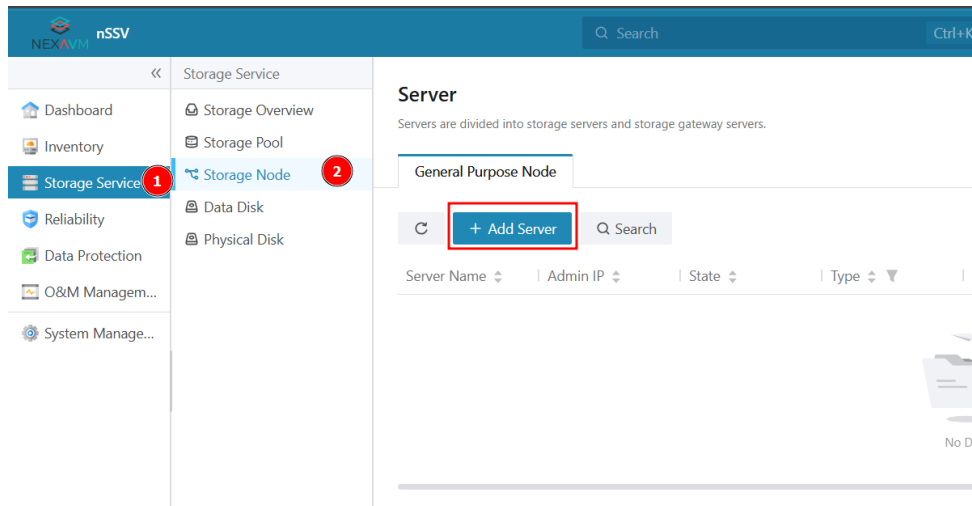 NEXAVM nSSV
Search
Ctrl+K
Storage Service
Dashboard
Inventory
Storage Service 1
Reliability
Data Protection
O&M Managem...
System Manage...
Storage Overview
Storage Pool
Storage Node 2
Data Disk
Physical Disk
Server
Servers are divided into storage servers and storage gateway servers.
General Purpose Node
+ Add Server Search
Server Name Admin IP State Type
No D